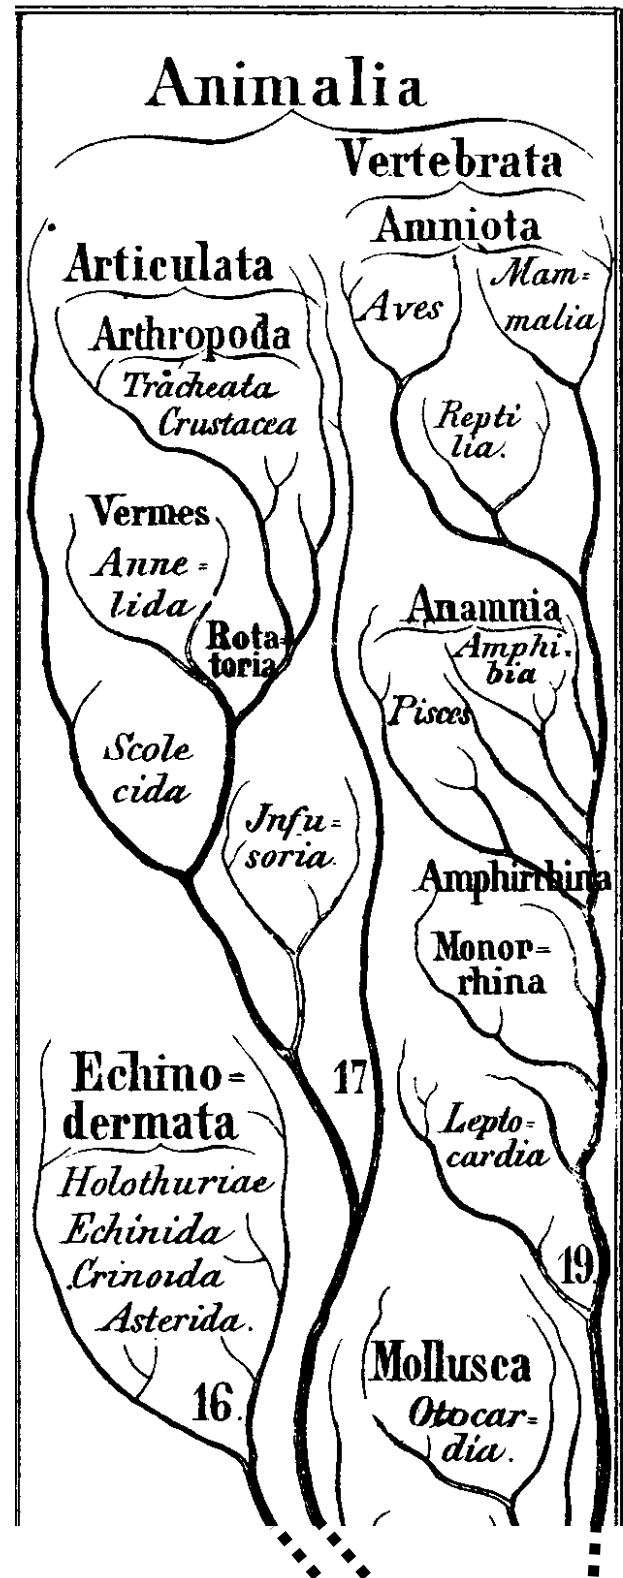 Animalia
Vertebrata
Amniota
Aves
Mam=
malia
Repti
lia.
Articulata
Arthropoda
Tracheata
Crustacea
Vermes
Anne=
lida
Rota=
toria
Scole
cida
Infu=
soria.
Anamnia
Amphi.
bia
Pisces
Amphirrhina
Monor=
rhina
Lepto=
cardia
19.
17
Echino=
dermata
Holothuriae
Echinida
Crinoida
Asterida.
16.
Mollusca
Otocar=
dia.